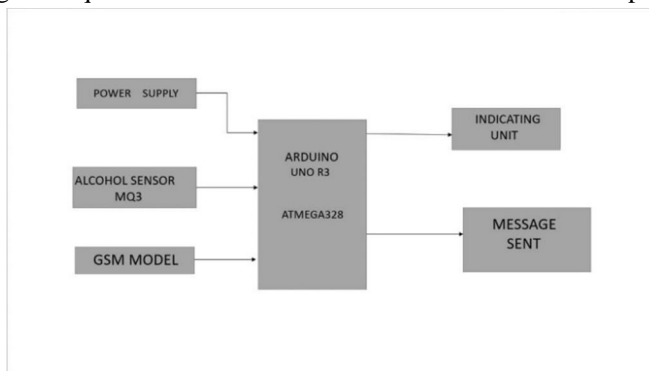 POWER SUPPLY
ALCOHOL SENSOR
MQ3
GSM MODEL
ARDUINO
UNO R3
ATMEGA328
INDICATING
UNIT
MESSAGE
SENT